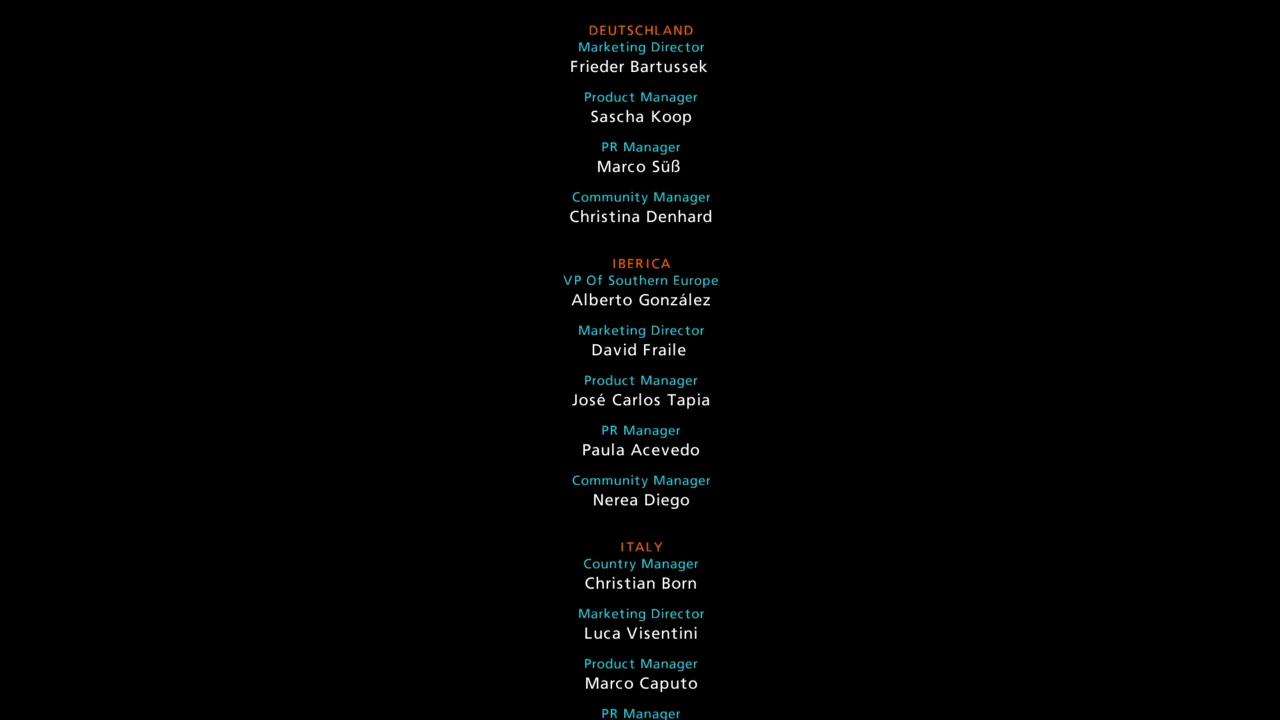 DEUTSCHLAND
Marketing Director
Frieder Bartussek
Product Manager
Sascha Koop
PR Manager
Marco Süß
Community Manager
Christina Denhard
IBERICA
VP Of Southern Europe
Alberto González
Marketing Director
David Fraile
Product Manager
José Carlos Tapia
PR Manager
Paula Acevedo
Community Manager
Nerea Diego
ITALY
Country Manager
Christian Born
Marketing Director
Luca Visentini
Product Manager
Marco Caputo
PR Manager